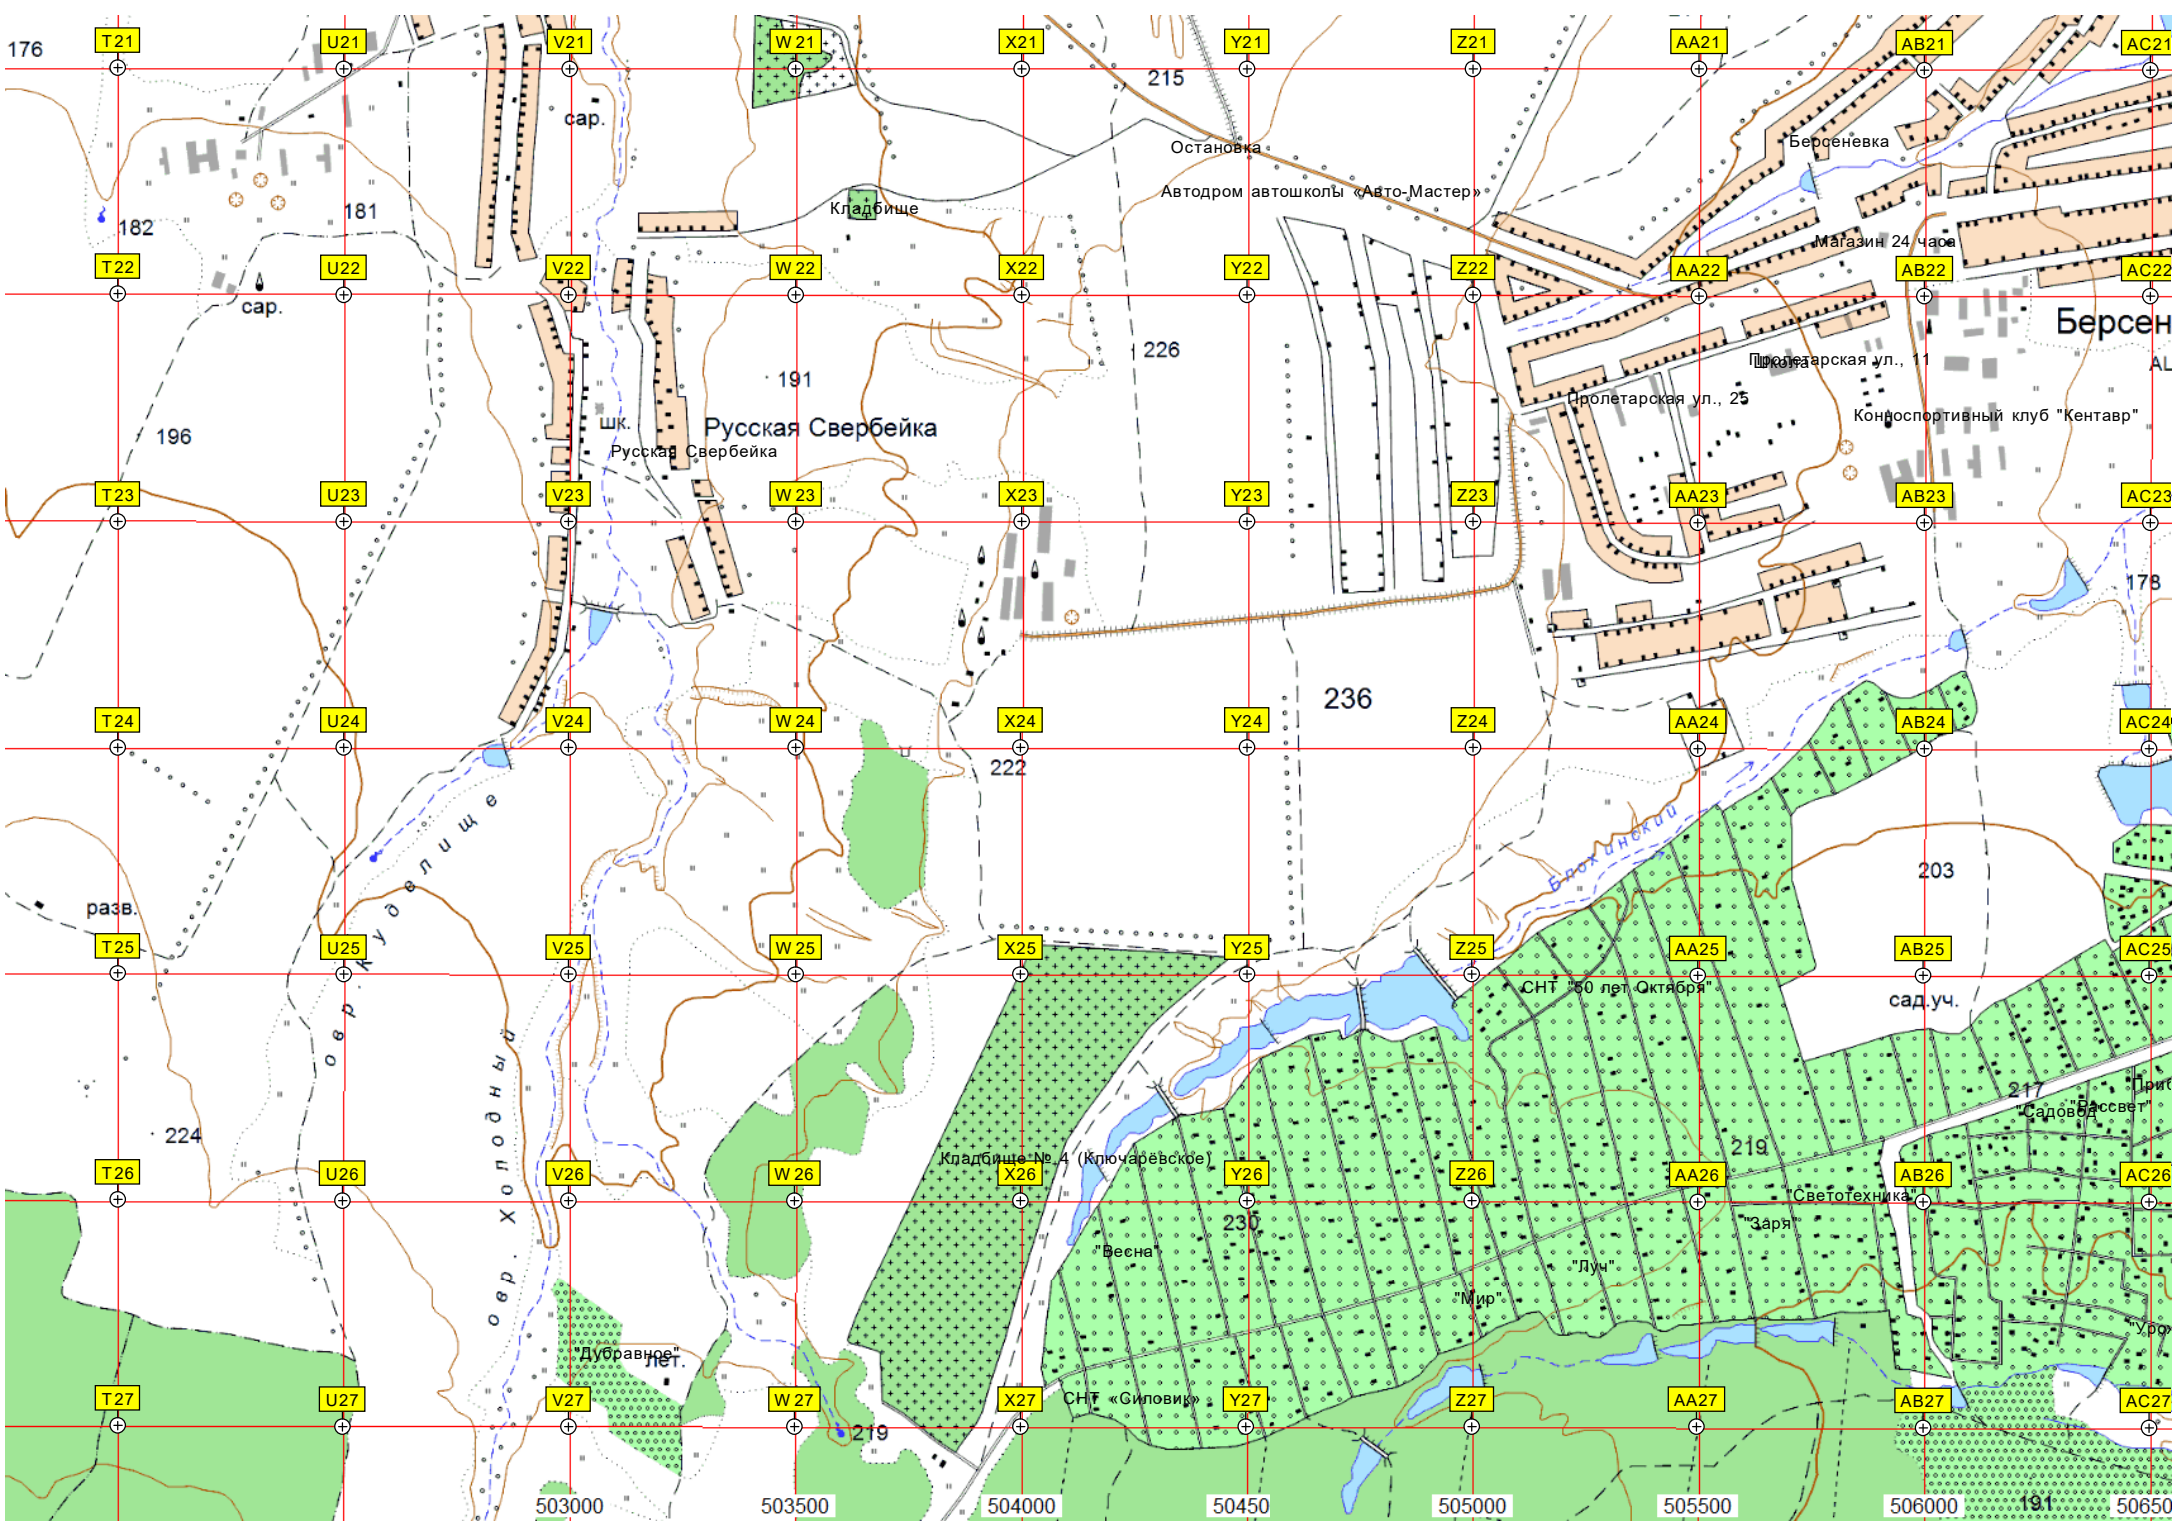 176
T21
U21
V21
W21
X21
Y21
Z21
AA21
AB21
AC21
215
сар.
Остановка
Берсеневка
Автодром автошколы «Авто-Мастер»
182
181
Кладбище
Магазин 24 часа
T22
U22
V22
W22
X22
Y22
Z22
AA22
AB22
AC22
сар.
Берсен
226
191
Пролетарская ул., 11
Школа
AL
Пролетарская ул., 25
Конноспортивный клуб "Кентавр"
196
шк.
Русская Свербейка
Русская Свербейка
T23
U23
V23
W23
X23
Y23
Z23
AA23
AB23
AC23
178
236
T24
U24
V24
W24
X24
Y24
Z24
AA24
AB24
AC24
222
Блохинский
203
разв.
овр. Куделище
T25
U25
V25
W25
X25
Y25
Z25
AA25
AB25
AC25
СНТ "50 лет Октября"
сад.уч.
овр. Холодный
217
"Садовод"
"Рассвет"
224
219
Кладбище № 4 (Ключарёвское)
T26
U26
V26
W26
X26
Y26
Z26
AA26
AB26
AC26
"Светотехника"
230
"Заря"
"Весна"
"Луч"
"Мир"
"Дубравное"
лет.
T27
U27
V27
W27
X27
СНТ «Силовик»
Y27
Z27
AA27
AB27
AC27
219
503000
503500
504000
50450
505000
505500
506000
191
50650